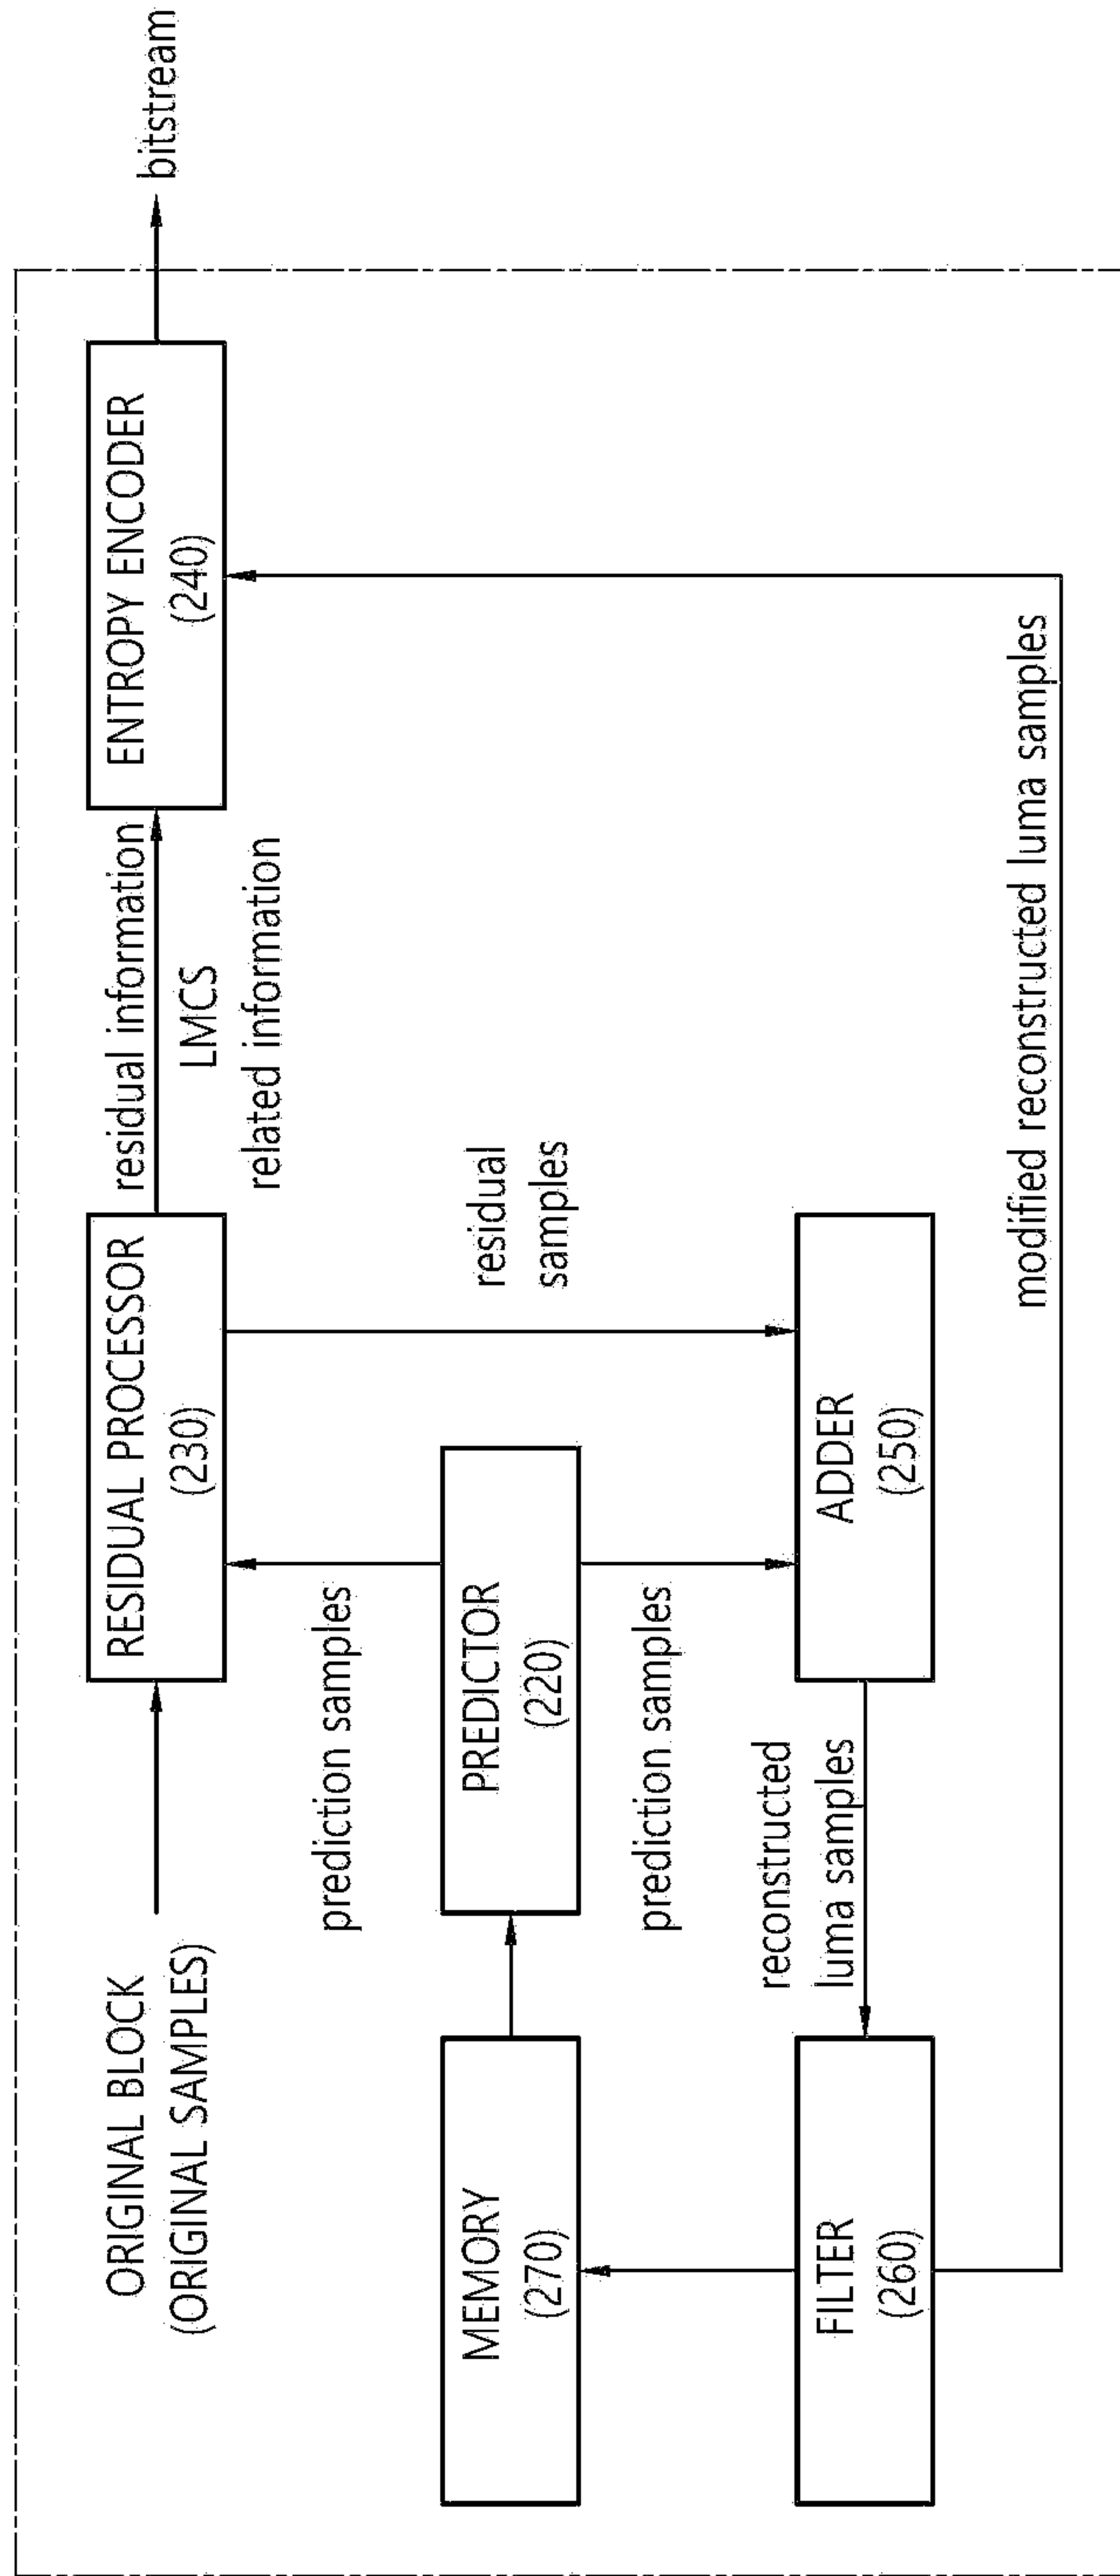 ORIGINAL BLOCK
(ORIGINAL SAMPLES)
RESIDUAL PROCESSOR
(230)
residual information
LMCS
related information
ENTROPY ENCODER
(240)
bitstream
prediction samples
residual
samples
MEMORY
(270)
PREDICTOR
(220)
prediction samples
reconstructed
luma samples
FILTER
(260)
ADDER
(250)
modified reconstructed luma samples